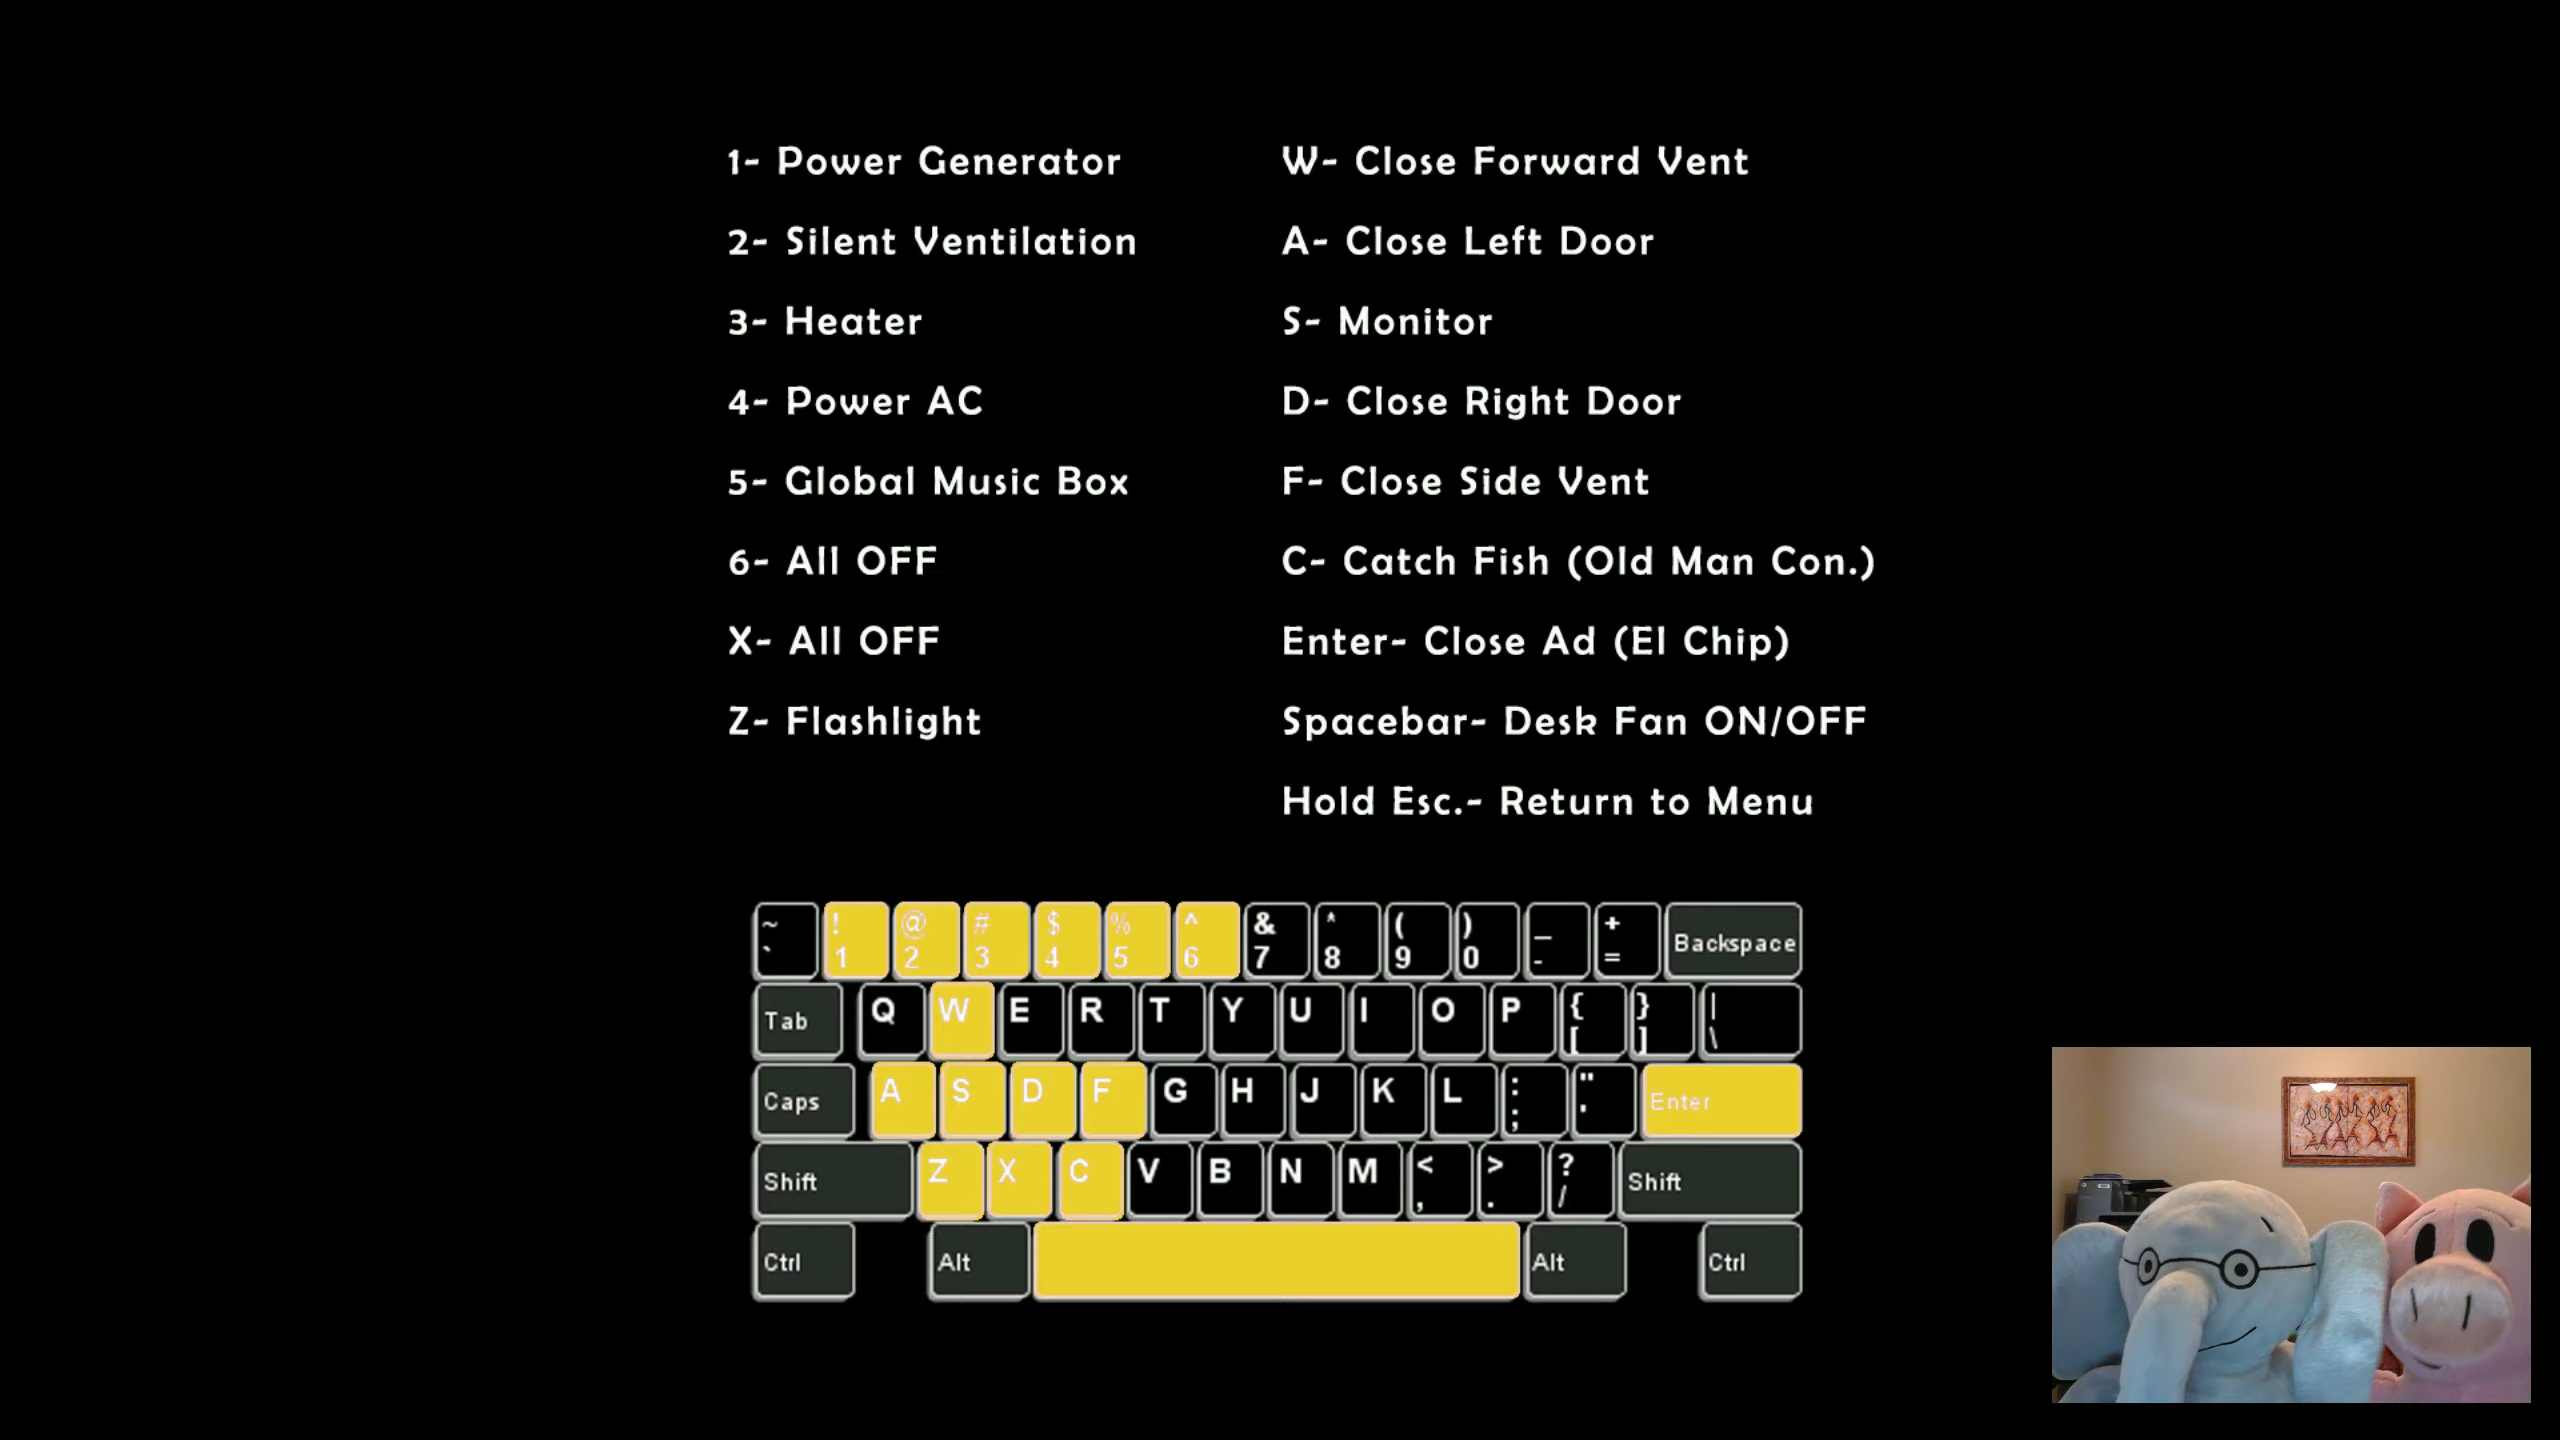 1- Power Generator
2- Silent Ventilation
3- Heater
4- Power AC
5- Global Music Box
6- All OFF
X- All OFF
Z- Flashlight
W- Close Forward Vent
A- Close Left Door
S- Monitor
D- Close Right Door
F- Close Side Vent
C- Catch Fish (Old Man Con.)
Enter- Close Ad (El Chip)
Spacebar- Desk Fan ON/OFF
Hold Esc.- Return to Menu
~ ! @ # $ % ^ & * ( ) _ + Backspace
` 1 2 3 4 5 6 7 8 9 0 - =
Tab Q W E R T Y U I O P { } |
[ ] \
Caps A S D F G H J K L : " Enter
; '
Shift Z X C V B N M < > ? Shift
, . /
Ctrl Alt Alt Ctrl